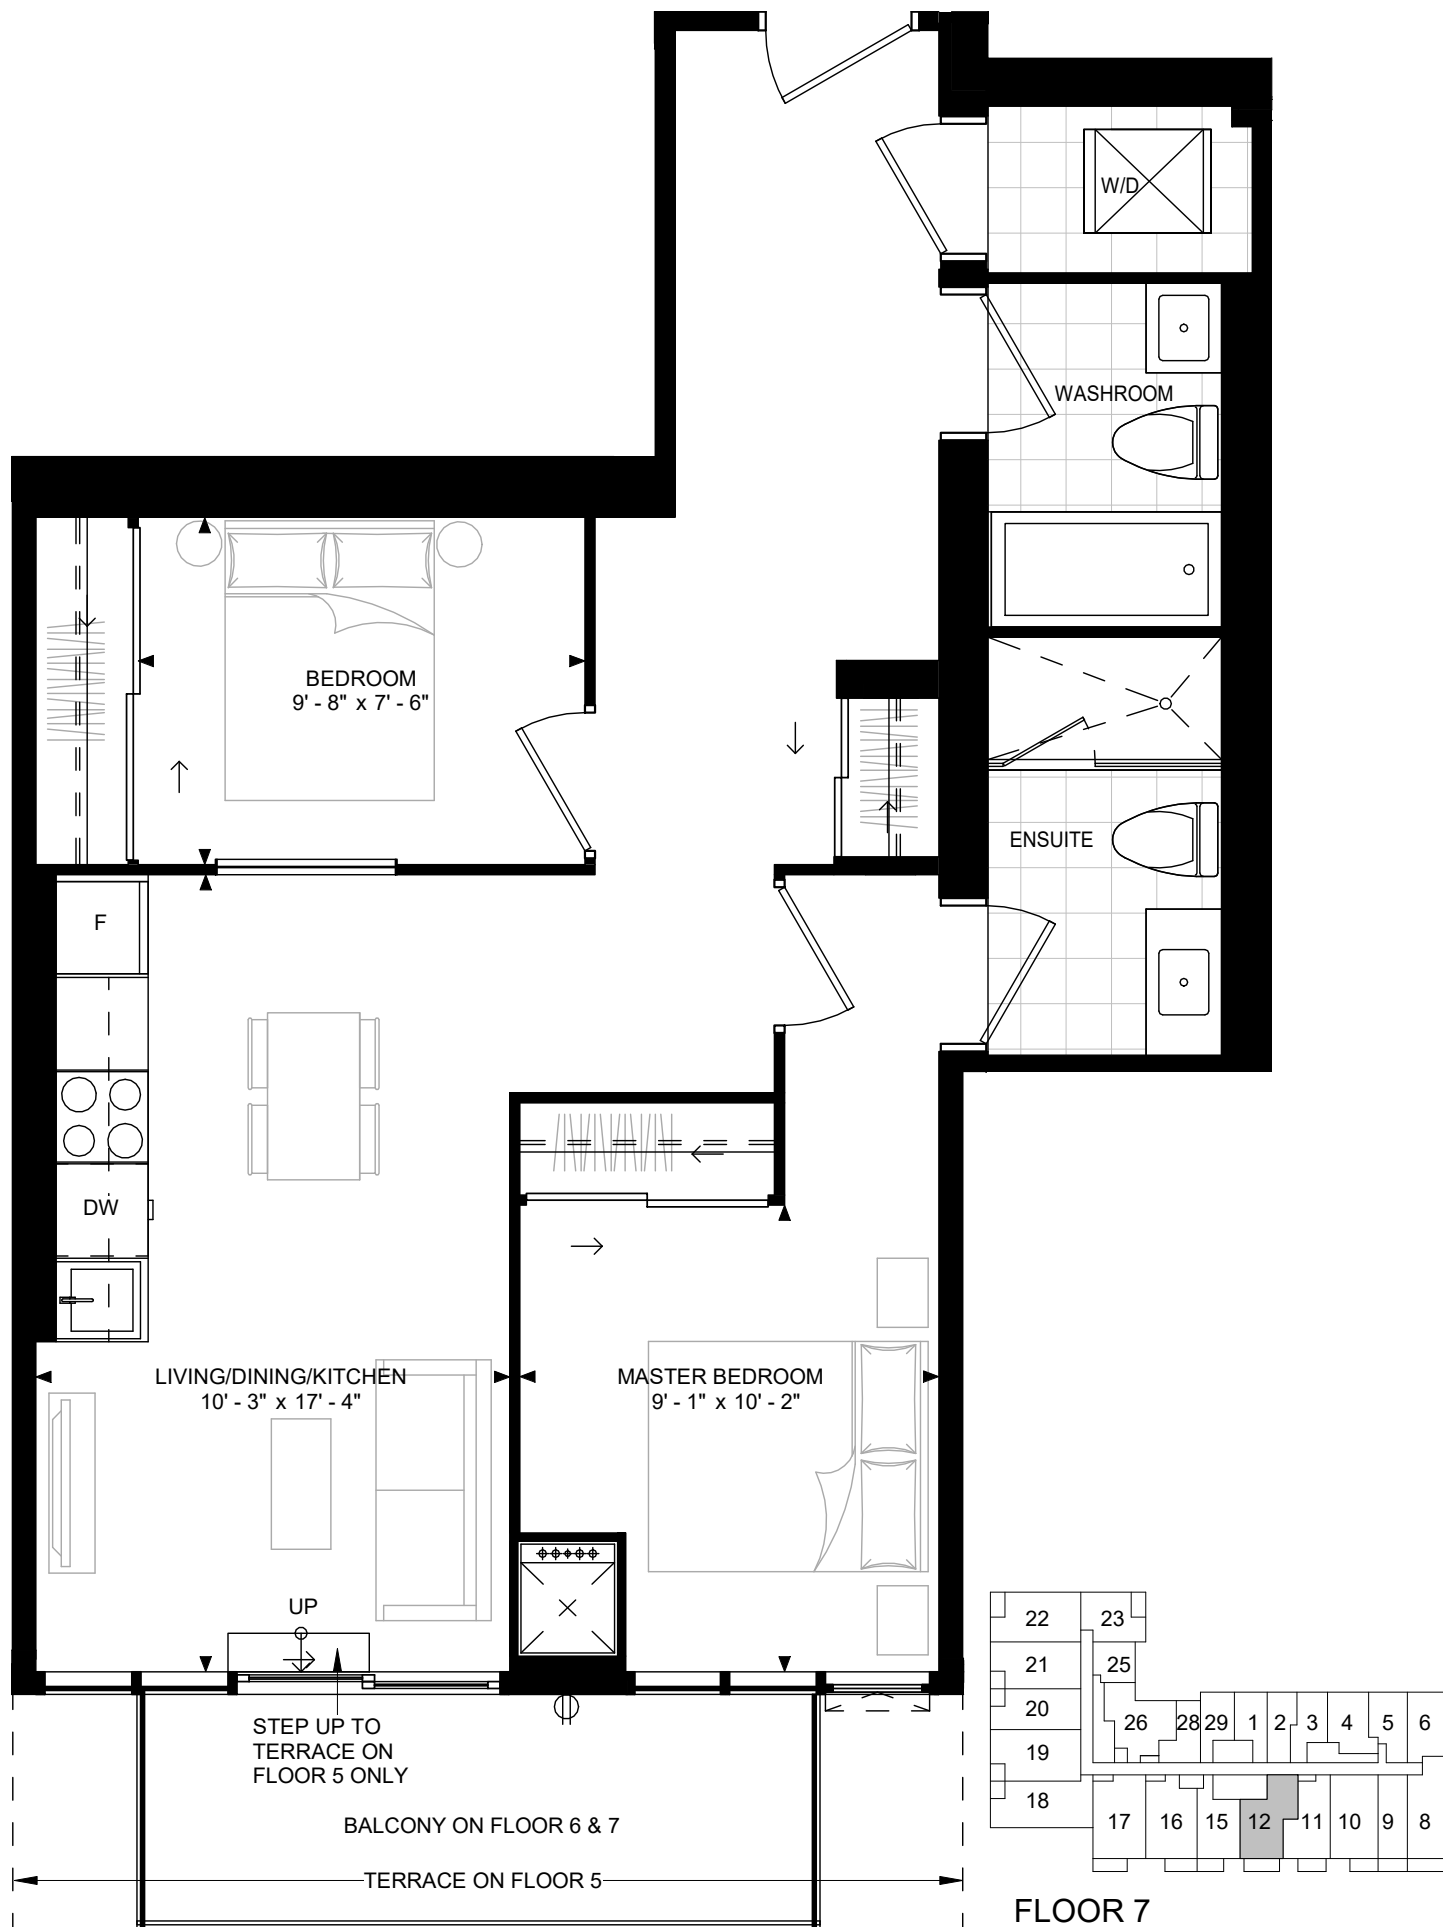 W/D
WASHROOM
BEDROOM
9' - 8" x 7' - 6"
ENSUITE
F
DW
LIVING/DINING/KITCHEN
10' - 3" x 17' - 4"
MASTER BEDROOM
9' - 1" x 10' - 2"
UP
STEP UP TO
TERRACE ON
FLOOR 5 ONLY
BALCONY ON FLOOR 6 & 7
TERRACE ON FLOOR 5
22 23
21 25
20 26 28 29 1 2 3 4 5 6
19
18
17 16 15 12 11 10 9 8
FLOOR 7